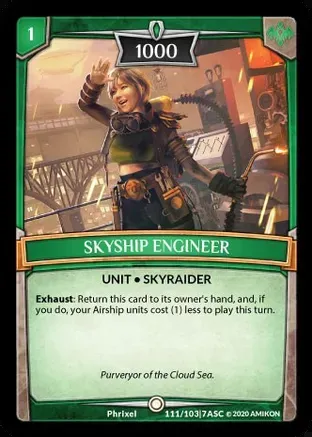 1
1000
SKYSHIP ENGINEER
UNIT • SKYRAIDER
Exhaust: Return this card to its owner's hand, and, if
you do, your Airship units cost (1) less to play this turn.
Purveryor of the Cloud Sea.
Phrixel 111/103|7ASC ©2020 AMIKON